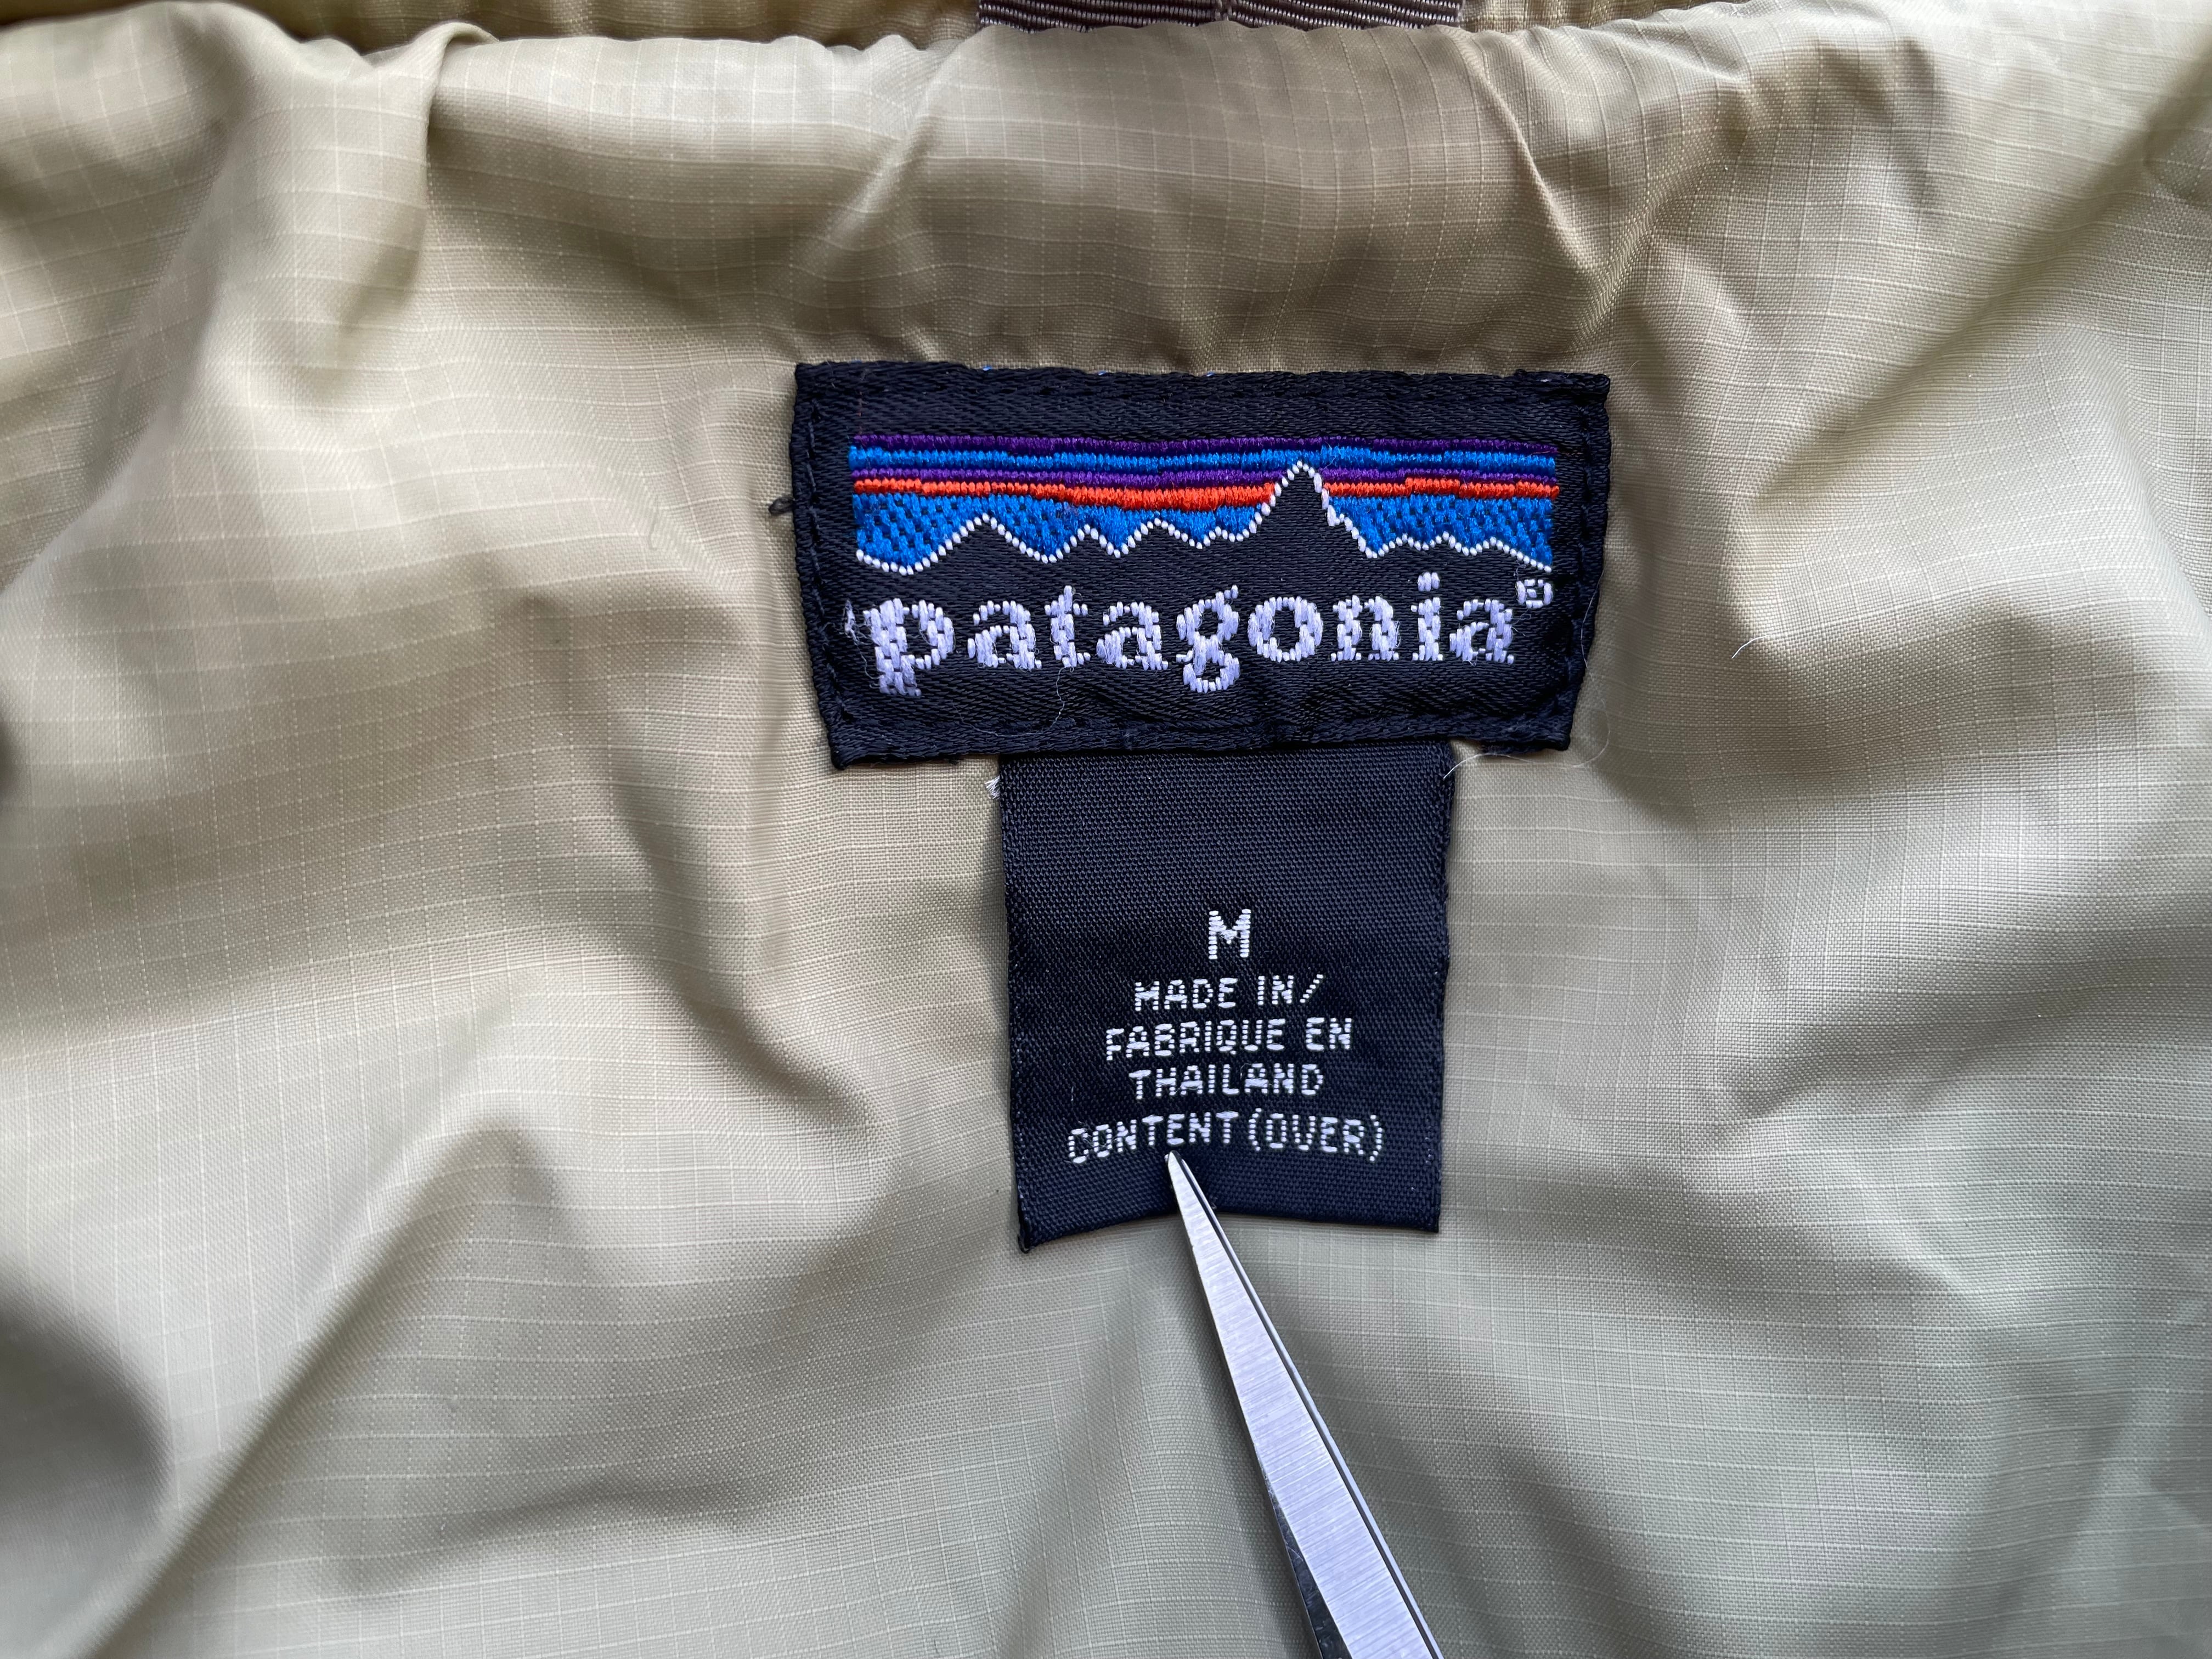 patagonia®
M
MADE IN/
FABRIQUE EN
THAILAND
CONTENT (OVER)